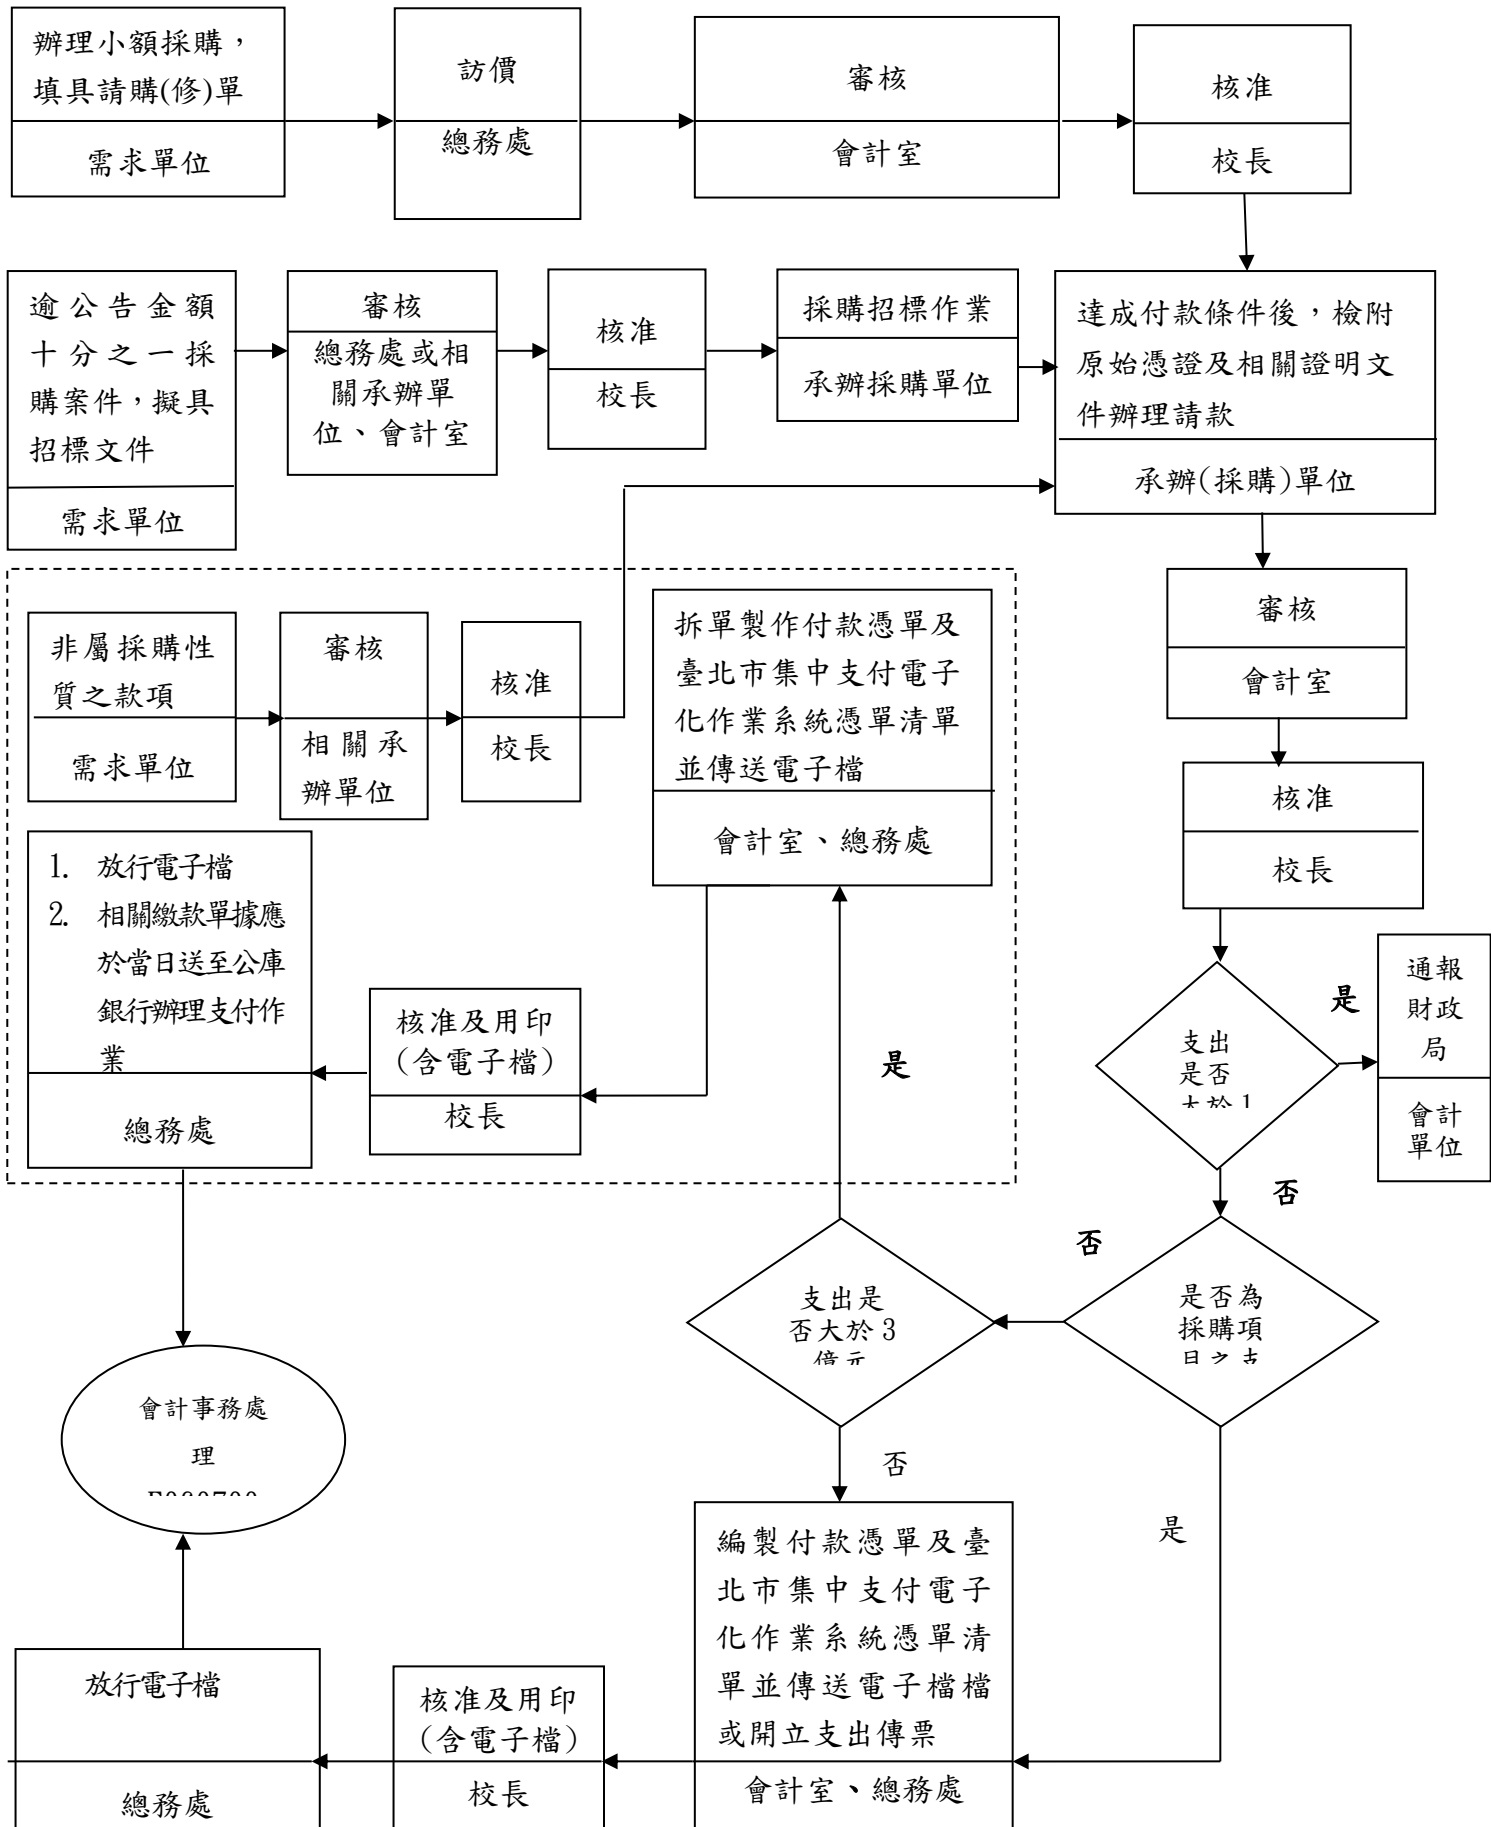 辦理小額採購，
填具請購(修)單
需求單位
訪價
總務處
審核
會計室
核准
校長
逾公告金額
十分之一採
購案件，擬具
招標文件
需求單位
審核
總務處或相
關承辦單
位、會計室
核准
校長
採購招標作業
承辦採購單位
達成付款條件後，檢附
原始憑證及相關證明文
件辦理請款
承辦(採購)單位
審核
會計室
核准
校長
非屬採購性
質之款項
需求單位
審核
相關承
辦單位
核准
校長
拆單製作付款憑單及
臺北市集中支付電子
化作業系統憑單清單
並傳送電子檔
會計室、總務處
1. 放行電子檔
2. 相關繳款單據應
於當日送至公庫
銀行辦理支付作
業
總務處
核准及用印
(含電子檔)
校長
是
支出
是否
大於1
是
通報
財政
局
會計
單位
否
是否為
採購項
目之支
否
支出是
否大於3
億元
否
是
會計事務處
理
編製付款憑單及臺
北市集中支付電子
化作業系統憑單清
單並傳送電子檔檔
或開立支出傳票
會計室、總務處
核准及用印
(含電子檔)
校長
放行電子檔
總務處